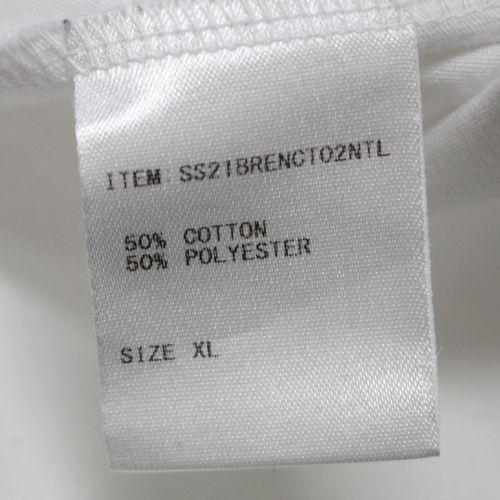 ITEM: SS21BRENCT02NTL
50% COTTON
50% POLYESTER
SIZE XL